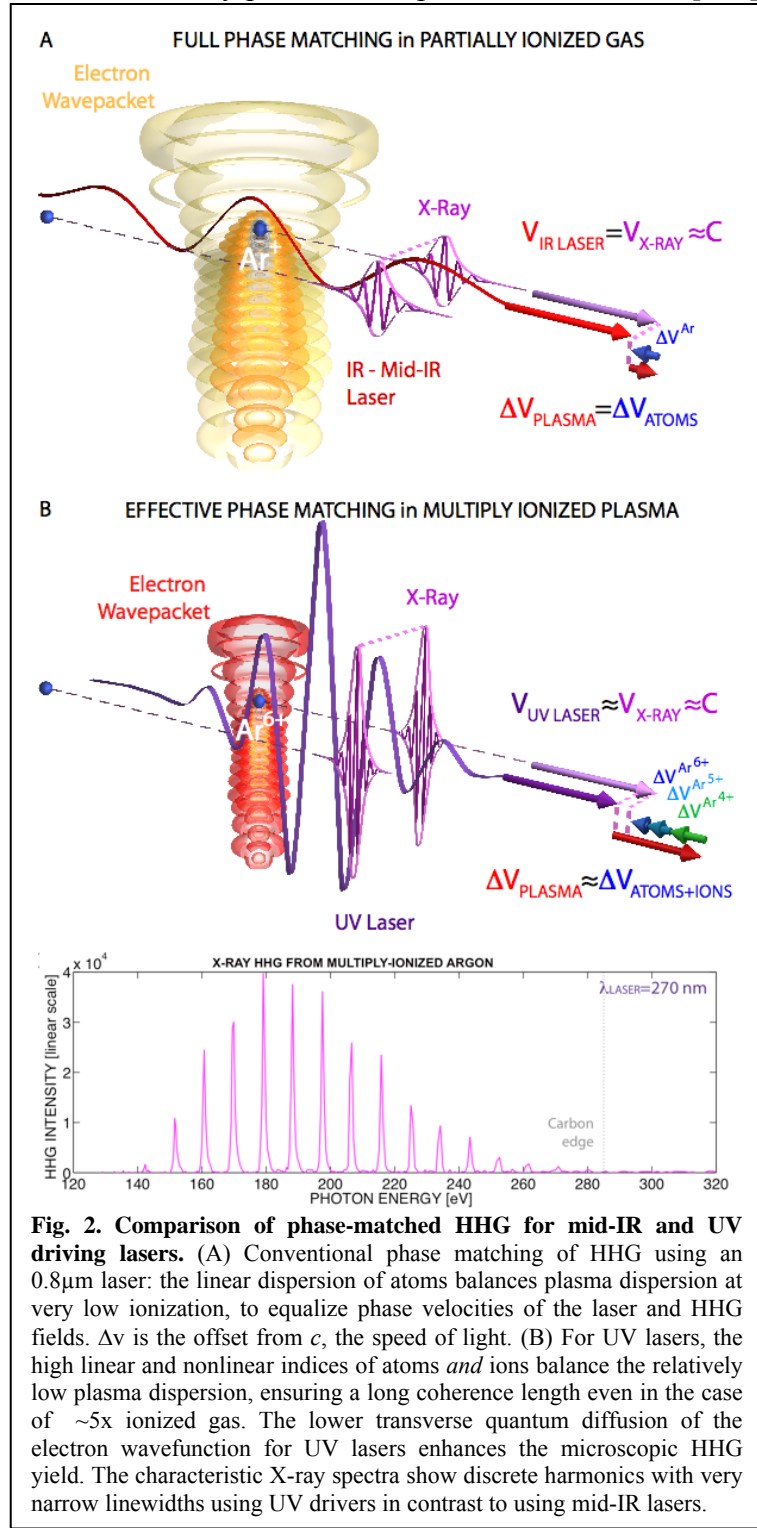 A FULL PHASE MATCHING in PARTIALLY IONIZED GAS
Electron
Wavepacket
X-Ray
V IR LASER=V X-RAY≈C
Ar+
ΔV Ar
IR - Mid-IR
Laser
ΔV PLASMA=ΔV ATOMS
B EFFECTIVE PHASE MATCHING in MULTIPLY IONIZED PLASMA
Electron
Wavepacket
X-Ray
V UV LASER≈V X-RAY≈C
Ar6+
ΔV Ar6+
ΔV Ar5+
ΔV Ar4+
ΔV PLASMA≈ΔV ATOMS+IONS
UV Laser
x 10^4 X-RAY HHG FROM MULTIPLY-IONIZED ARGON
4
λLASER=270 nm
3
2
1
0
HHG INTENSITY [linear scale]
Carbon
edge
120 140 160 180 200 220 240 260 280 300 320
PHOTON ENERGY [eV]
Fig. 2. Comparison of phase-matched HHG for mid-IR and UV
driving lasers. (A) Conventional phase matching of HHG using an
0.8µm laser: the linear dispersion of atoms balances plasma dispersion at
very low ionization, to equalize phase velocities of the laser and HHG
fields. Δv is the offset from c, the speed of light. (B) For UV lasers, the
high linear and nonlinear indices of atoms and ions balance the relatively
low plasma dispersion, ensuring a long coherence length even in the case
of ~5x ionized gas. The lower transverse quantum diffusion of the
electron wavefunction for UV lasers enhances the microscopic HHG
yield. The characteristic X-ray spectra show discrete harmonics with very
narrow linewidths using UV drivers in contrast to using mid-IR lasers.